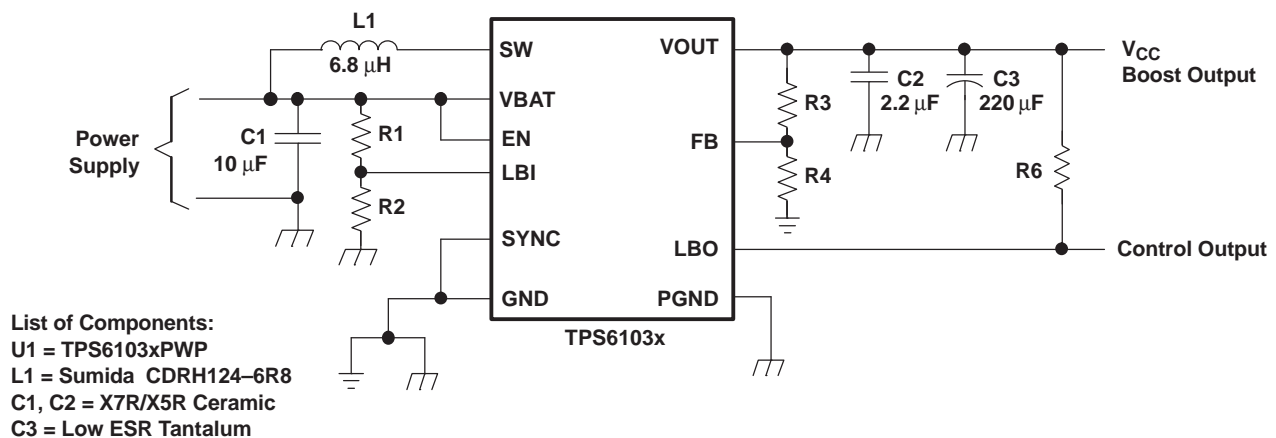 L1
6.8 µH
SW
VOUT
VCC
Boost Output
C2
2.2 µF
C3
220 µF
R3
VBAT
Power
Supply
C1
10 µF
R1
EN
FB
LBI
R4
R6
R2
SYNC
LBO
Control Output
GND
PGND
TPS6103x
List of Components:
U1 = TPS6103xPWP
L1 = Sumida CDRH124–6R8
C1, C2 = X7R/X5R Ceramic
C3 = Low ESR Tantalum